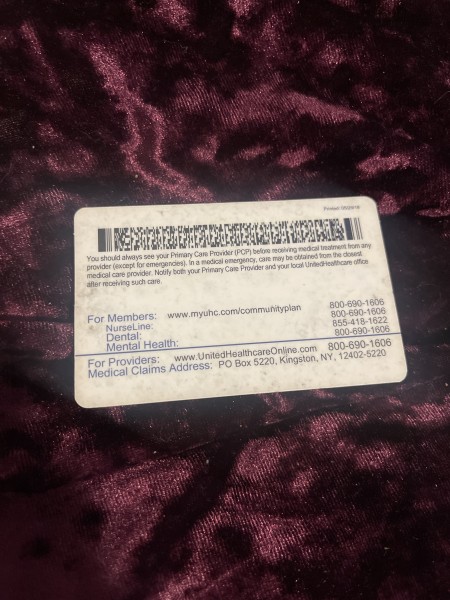 You should always see your Primary Care Provider (PCP) before receiving medical treatment from any
provider (except for emergencies). In a medical emergency, care may be obtained from the closest
medical care provider. Notify both your Primary Care Provider and your local UnitedHealthcare office
after receiving such care.
For Members: www.myuhc.com/communityplan 800-690-1606
NurseLine: 800-690-1606
Dental: 855-418-1622
Mental Health: 800-690-1606
For Providers: www.UnitedHealthcareOnline.com 800-690-1606
Medical Claims Address: PO Box 5220, Kingston, NY, 12402-5220